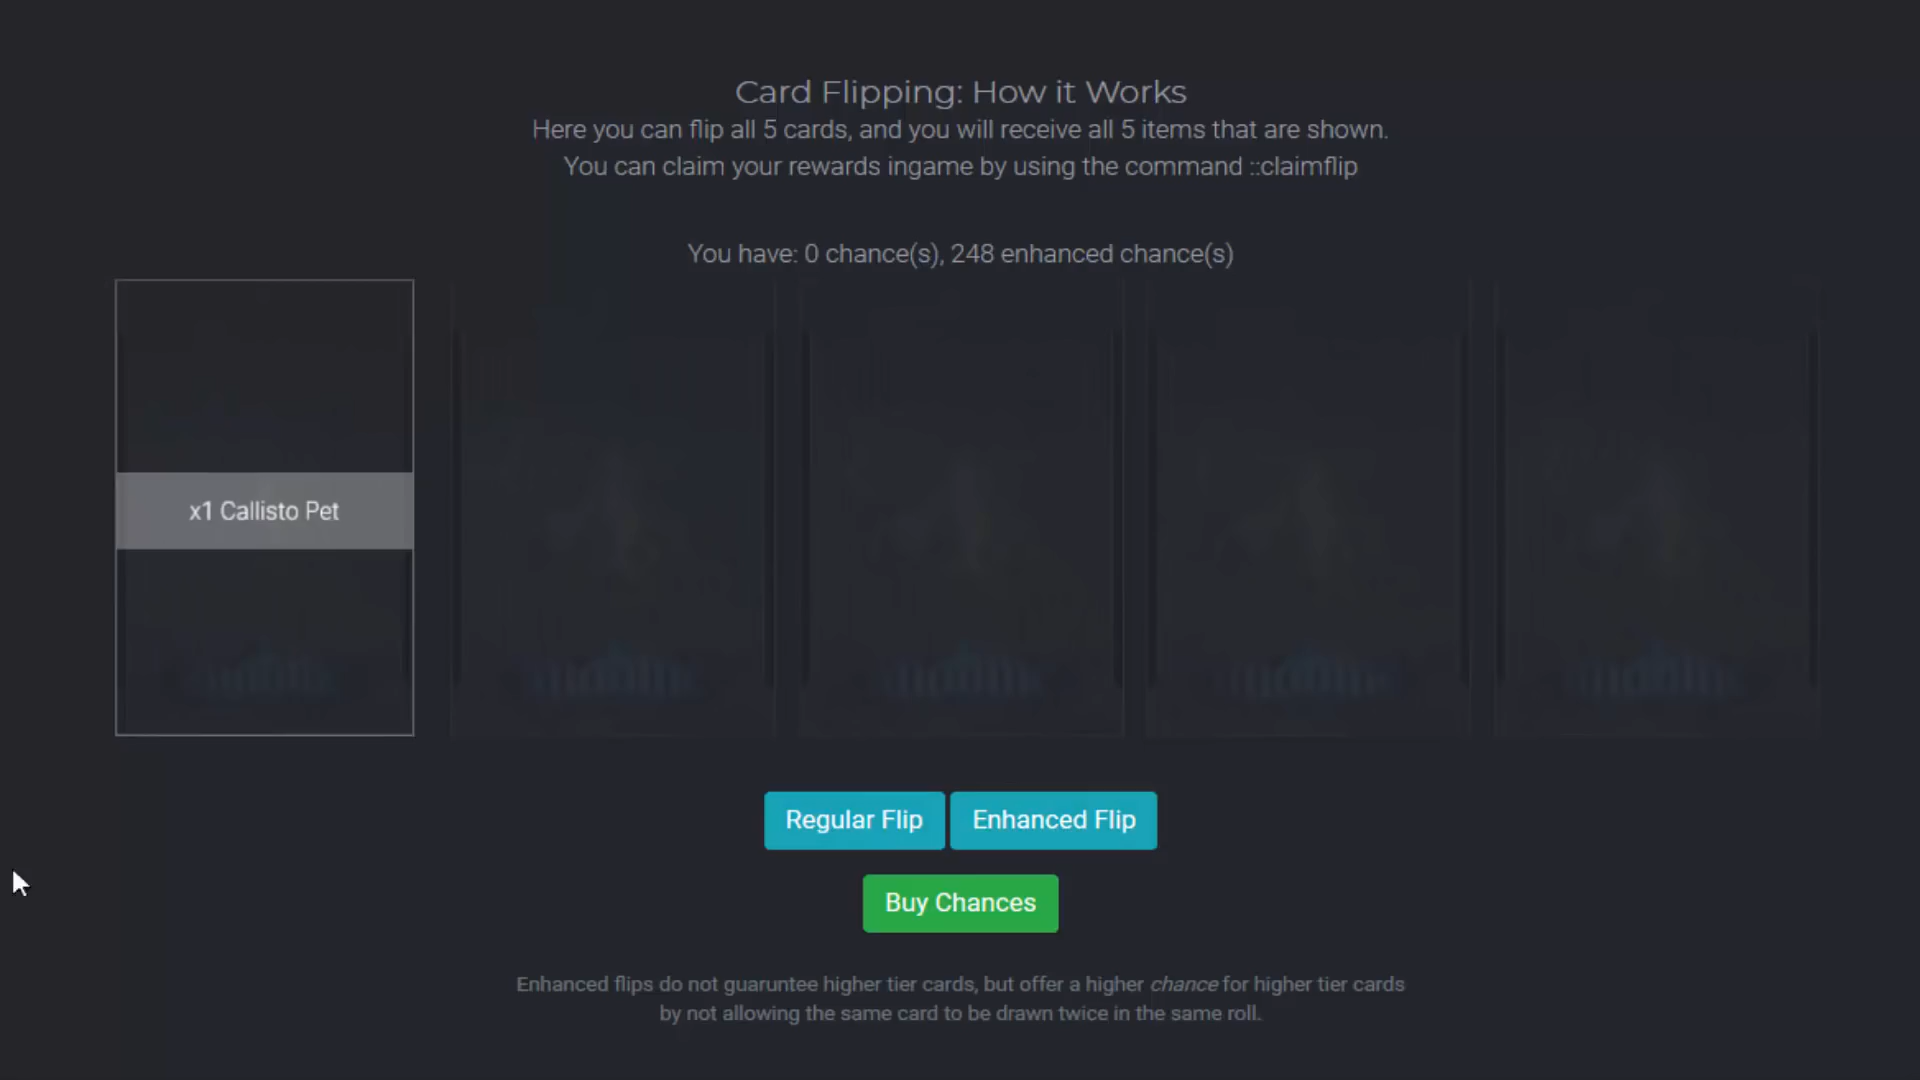 Card Flipping: How it Works
Here you can flip all 5 cards, and you will receive all 5 items that are shown.
You can claim your rewards ingame by using the command ::claimflip
You have: 0 chance(s), 248 enhanced chance(s)
x1 Callisto Pet
Regular Flip
Enhanced Flip
Buy Chances
Enhanced flips do not guaruntee higher tier cards, but offer a higher chance for higher tier cards
by not allowing the same card to be drawn twice in the same roll.